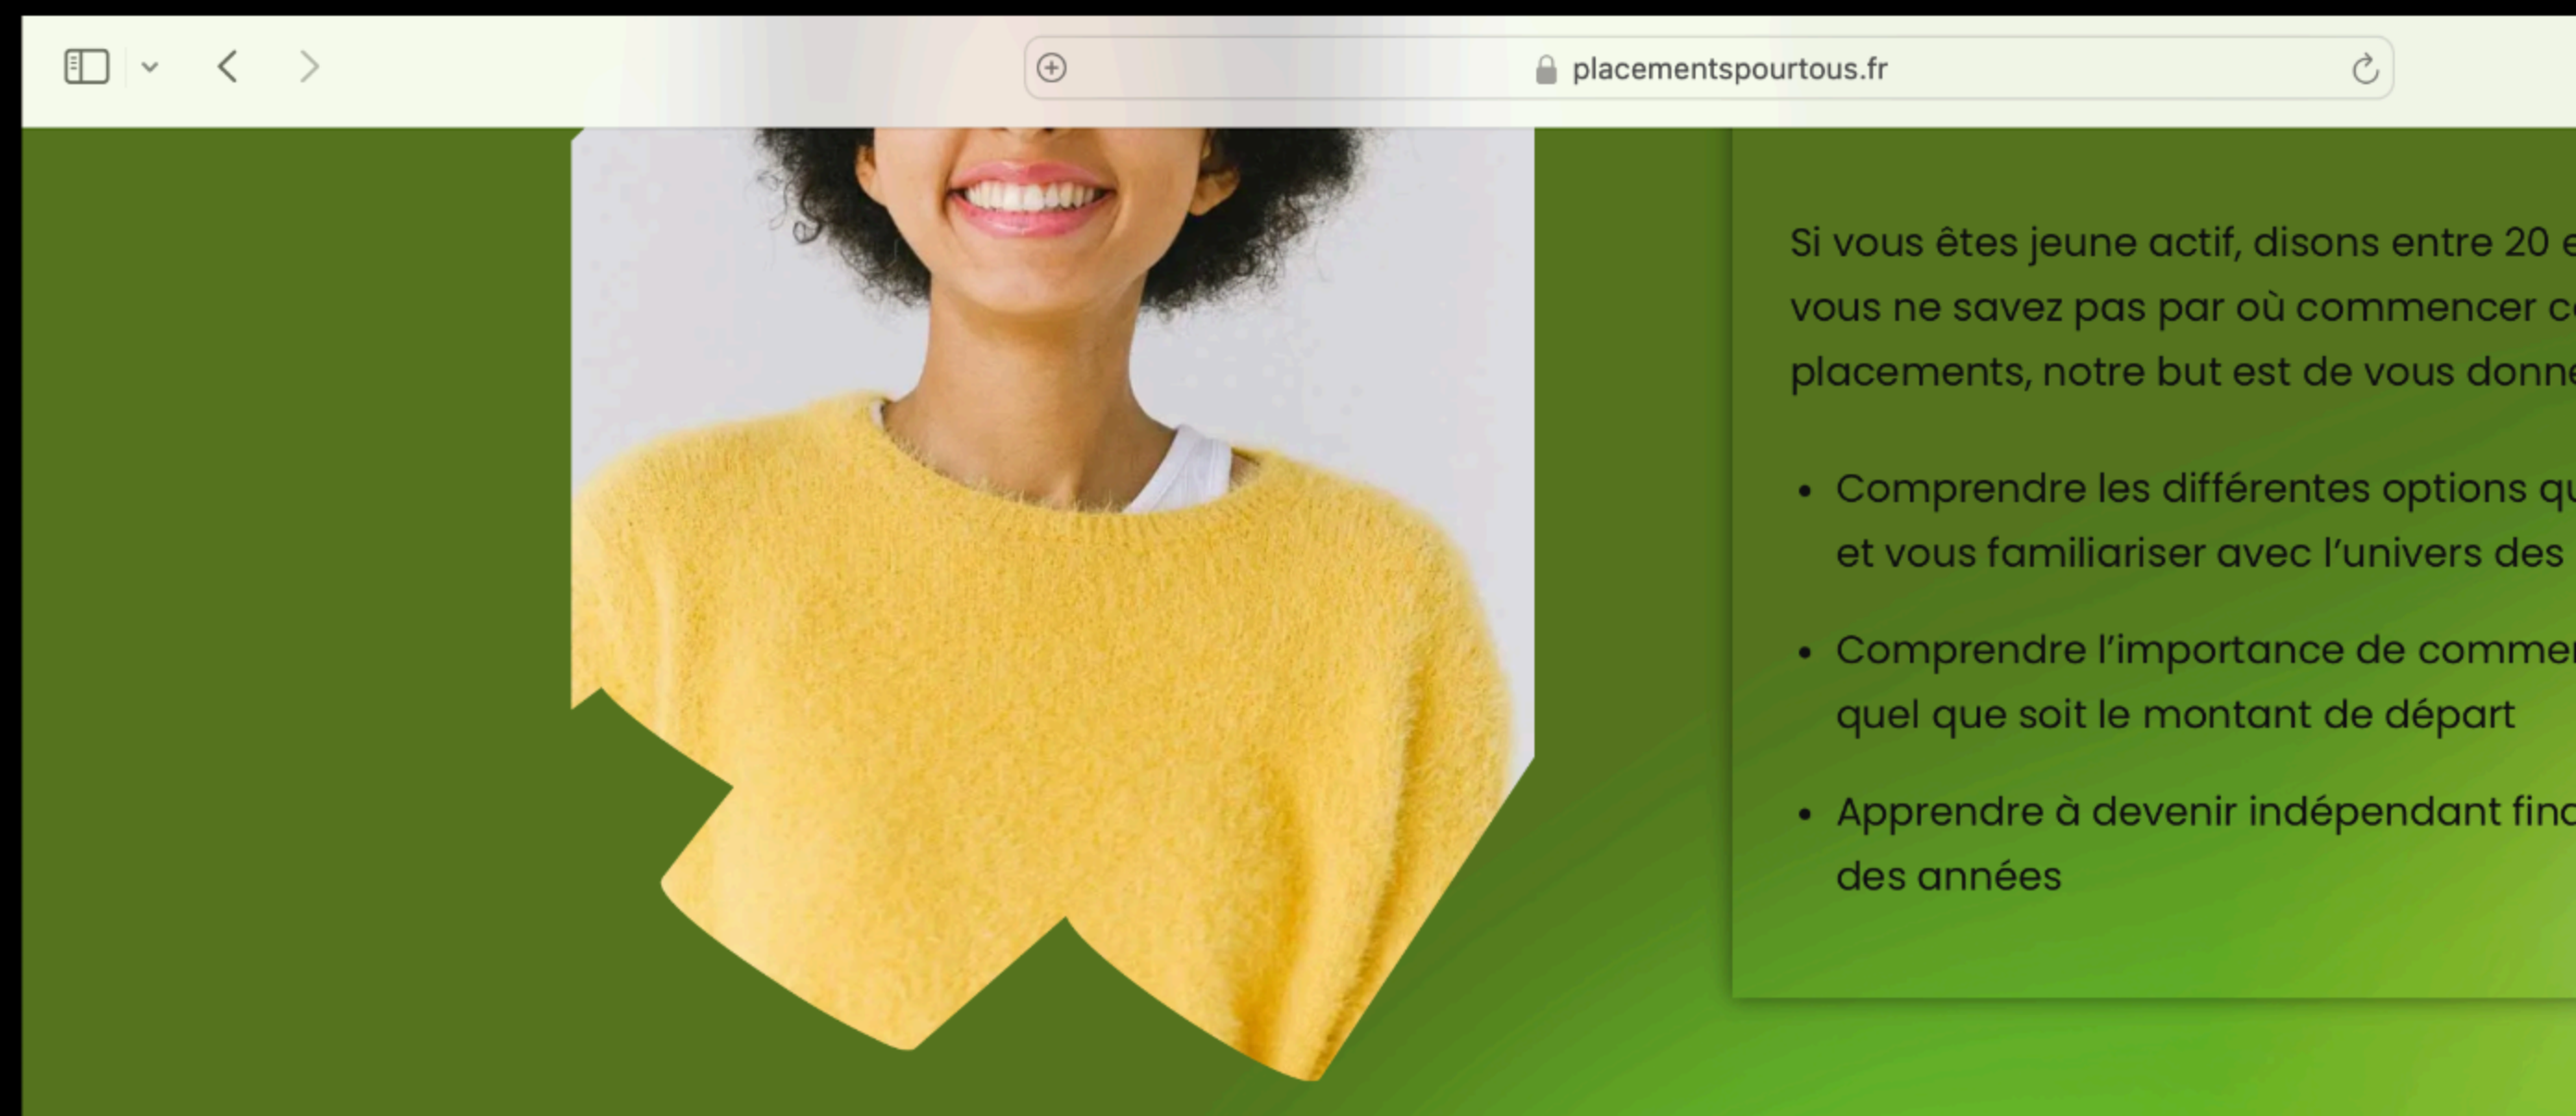 placementspourtous.fr
Si vous êtes jeune actif, disons entre 20
vous ne savez pas par où commencer
placements, notre but est de vous
Comprendre les différentes options
et vous familiariser avec l’univers des
Comprendre l’importance de
quel que soit le montant de départ
Apprendre à devenir indépendant
des années